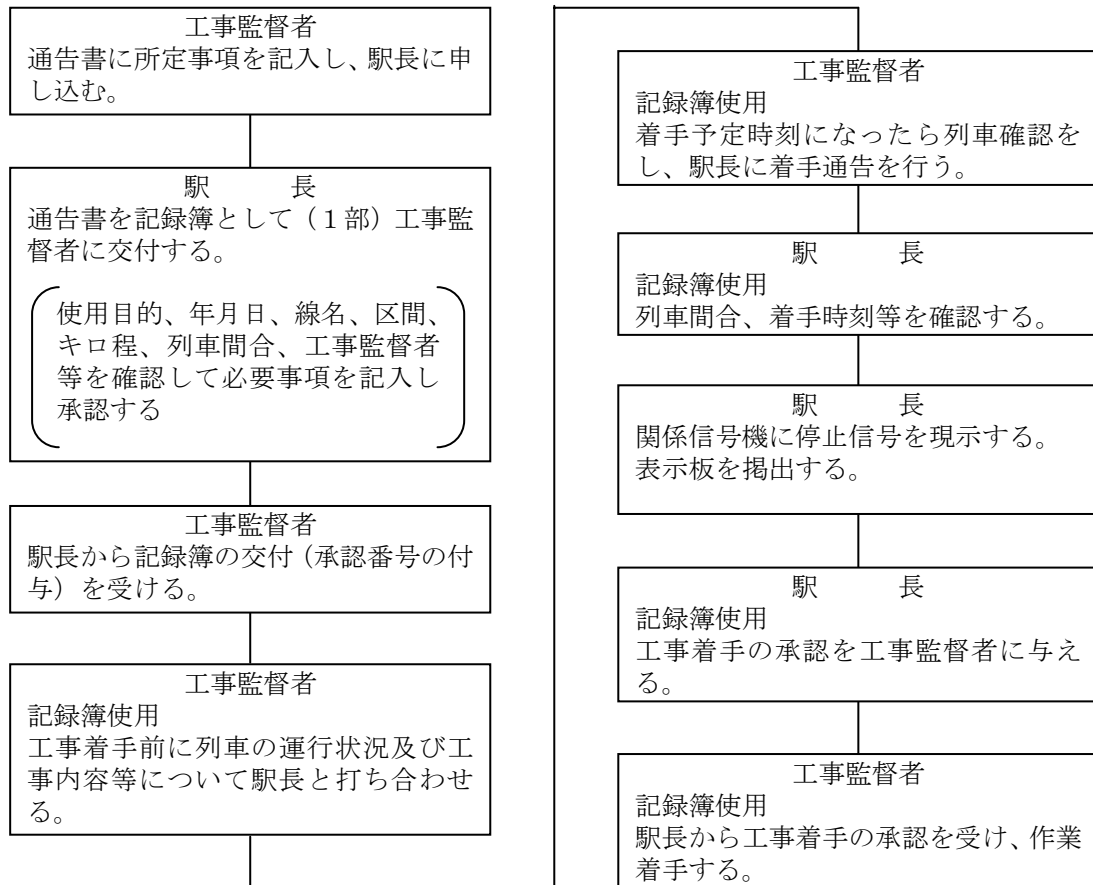 工事監督者
通告書に所定事項を記入し、駅長に申
し込む。
駅　　　長
通告書を記録簿として（１部）工事監
督者に交付する。
使用目的、年月日、線名、区間、
キロ程、列車間合、工事監督者
等を確認して必要事項を記入し
承認する
工事監督者
駅長から記録簿の交付（承認番号の付
与）を受ける。
工事監督者
記録簿使用
工事着手前に列車の運行状況及び工
事内容等について駅長と打ち合わせ
る。
工事監督者
記録簿使用
着手予定時刻になったら列車確認を
し、駅長に着手通告を行う。
駅　　　長
記録簿使用
列車間合、着手時刻等を確認する。
駅　　　長
関係信号機に停止信号を現示する。
表示板を掲出する。
駅　　　長
記録簿使用
工事着手の承認を工事監督者に与え
る。
工事監督者
記録簿使用
駅長から工事着手の承認を受け、作業
着手する。